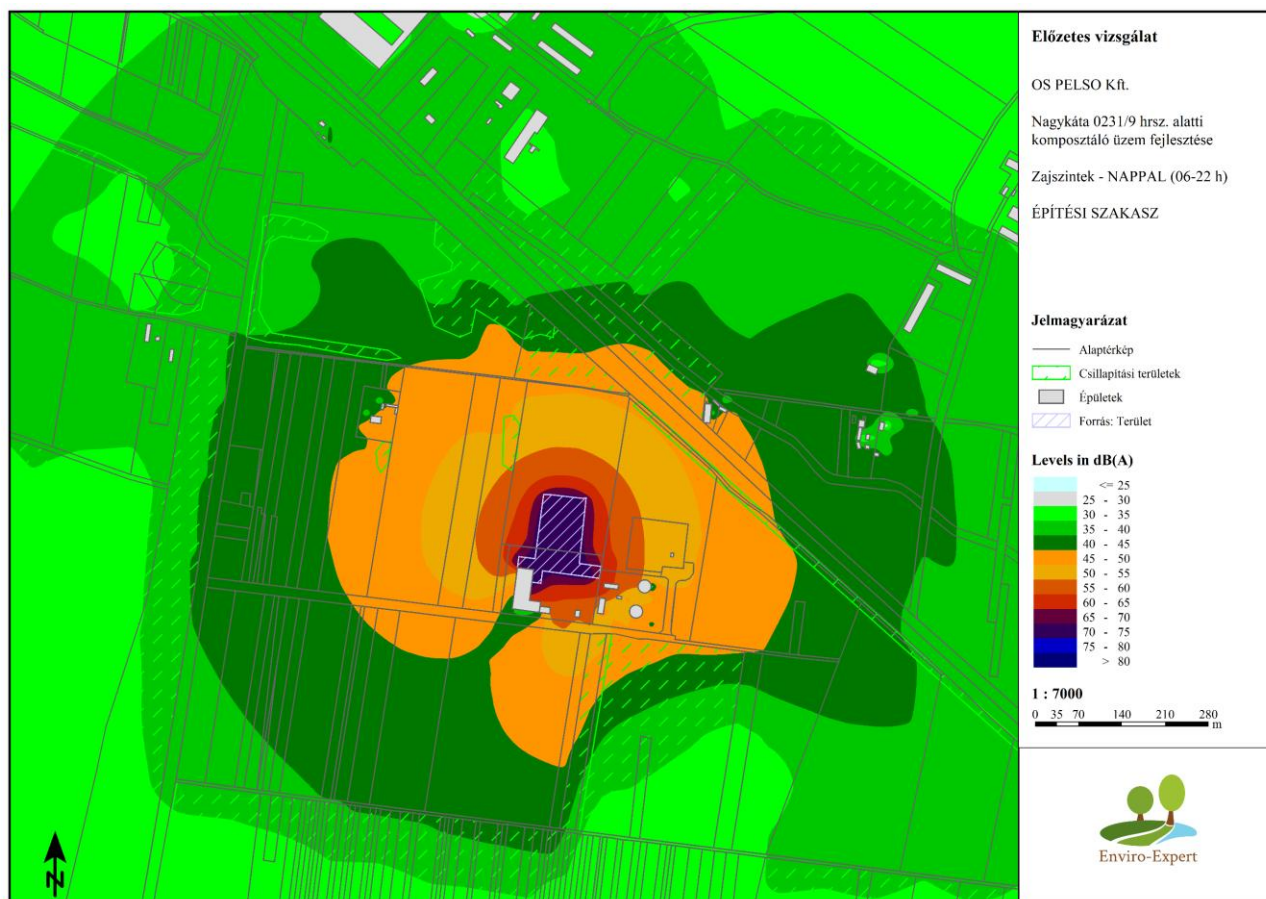 Előzetes vizsgálat
OS PELSO Kft.
Nagykáta 0231/9 hrsz. alatti
komposztáló üzem fejlesztése
Zajszintek - NAPPAL (06-22 h)
ÉPÍTÉSI SZAKASZ
Jelmagyarázat
Alaptérkép
Csillapítási területek
Épületek
Forrás: Terület
Levels in dB(A)
<= 25
25 - 30
30 - 35
35 - 40
40 - 45
45 - 50
50 - 55
55 - 60
60 - 65
65 - 70
70 - 75
75 - 80
> 80
1 : 7000
0 35 70 140 210 280
m
Enviro-Expert
N